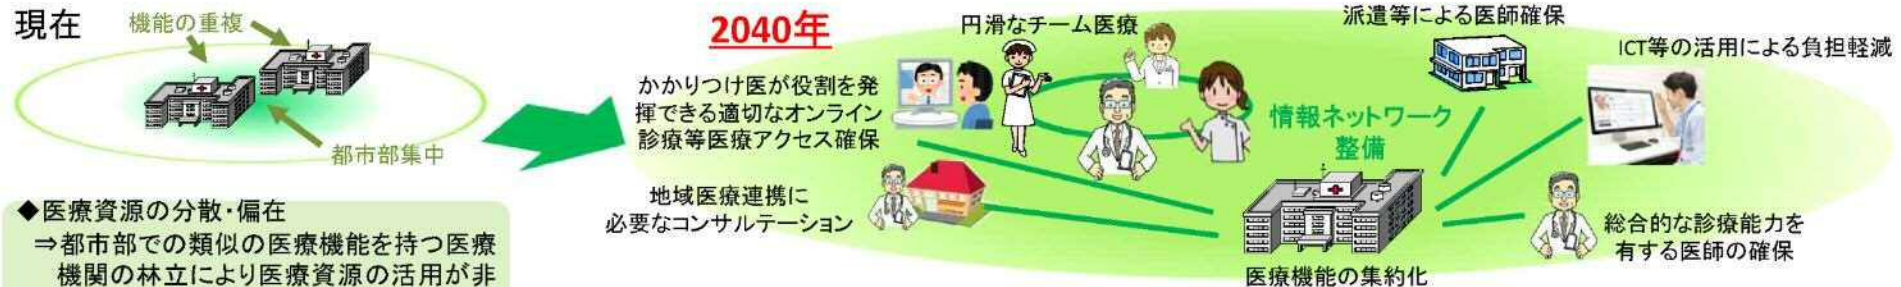 現在
機能の重複
都市部集中
◆医療資源の分散・偏在
⇒都市部での類似の医療機能を持つ医療
機関の林立により医療資源の活用が非
2040年
円滑なチーム医療
派遣等による医師確保
ICT等の活用による負担軽減
かかりつけ医が役割を発
揮できる適切なオンライン
診療等医療アクセス確保
情報ネットワーク
整備
地域医療連携に
必要なコンサルテーション
総合的な診療能力を
有する医師の確保
医療機能の集約化